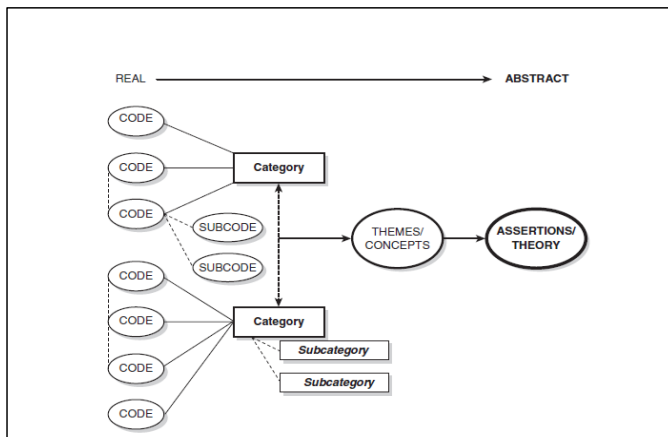 REAL
ABSTRACT
CODE
CODE
CODE
Category
SUBCODE
SUBCODE
THEMES/
CONCEPTS
ASSERTIONS/
THEORY
CODE
CODE
CODE
CODE
Category
Subcategory
Subcategory